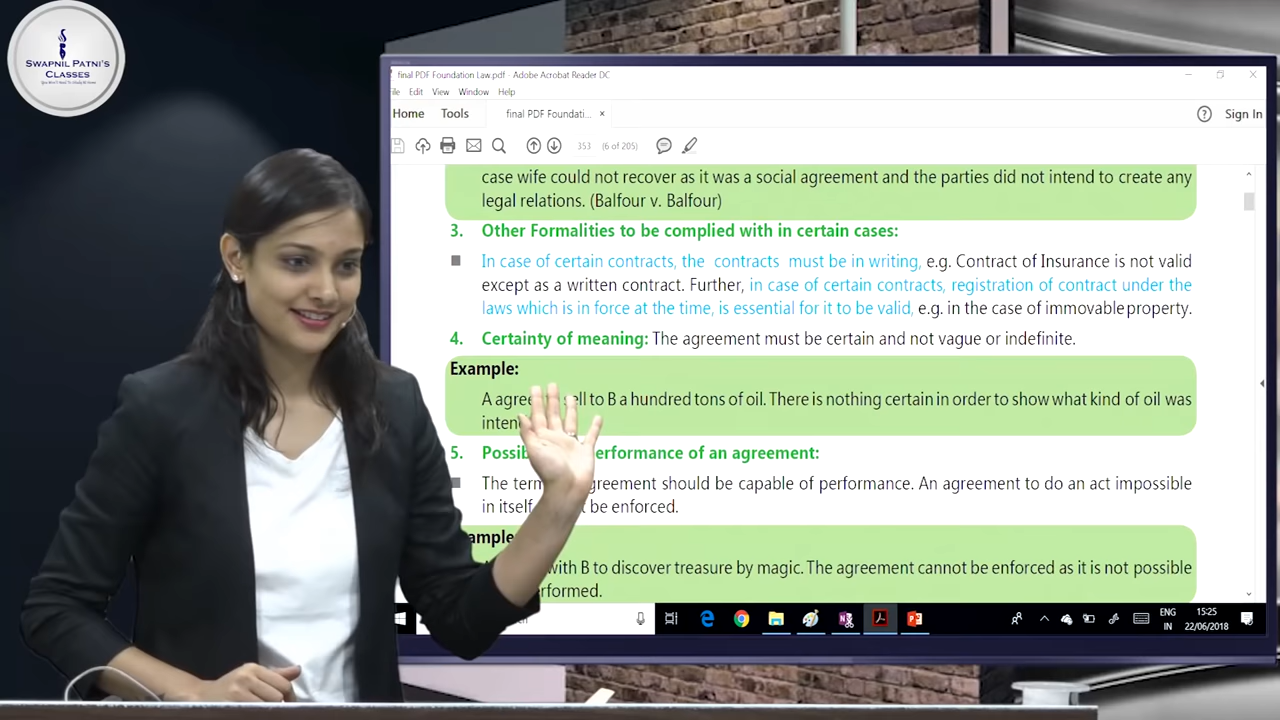 SWAPNIL PATNI'S
CLASSES
final PDF Foundation Law.pdf - Adobe Acrobat Reader DC
ile Edit View Window Help
Home Tools final PDF Foundati... × Sign In
353 (6 of 205)
case wife could not recover as it was a social agreement and the parties did not intend to create any
legal relations. (Balfour v. Balfour)
3. Other Formalities to be complied with in certain cases:
■ In case of certain contracts, the contracts must be in writing, e.g. Contract of Insurance is not valid
except as a written contract. Further, in case of certain contracts, registration of contract under the
laws which is in force at the time, is essential for it to be valid, e.g. in the case of immovable property.
4. Certainty of meaning: The agreement must be certain and not vague or indefinite.
Example:
A agree sell to B a hundred tons of oil. There is nothing certain in order to show what kind of oil was
inten
5. Possib erformance of an agreement:
The term greement should be capable of performance. An agreement to do an act impossible
in itself be enforced.
ample
with B to discover treasure by magic. The agreement cannot be enforced as it is not possible
erformed.
ENG 15:25
IN 22/06/2018